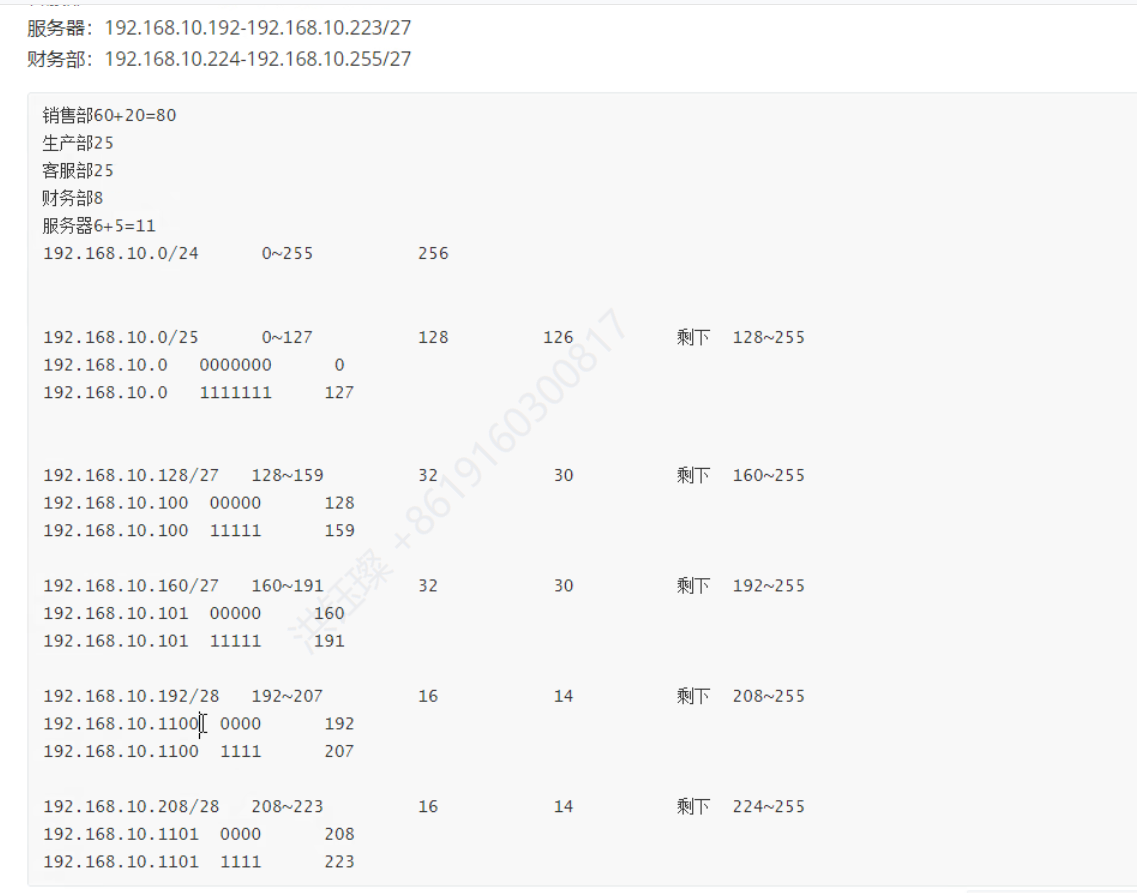 服务器：192.168.10.192-192.168.10.223/27
财务部：192.168.10.224-192.168.10.255/27
销售部60+20=80
生产部25
客服部25
财务部8
服务器6+5=11
192.168.10.0/24 0~255 256
192.168.10.0/25 0~127 128 126 剩下 128~255
192.168.10.0 0000000 0
192.168.10.0 1111111 127
192.168.10.128/27 128~159 32 30 剩下 160~255
192.168.10.100 00000 128
192.168.10.100 11111 159
192.168.10.160/27 160~191 32 30 剩下 192~255
192.168.10.101 00000 160
192.168.10.101 11111 191
192.168.10.192/28 192~207 16 14 剩下 208~255
192.168.10.1100 0000 192
192.168.10.1100 1111 207
192.168.10.208/28 208~223 16 14 剩下 224~255
192.168.10.1101 0000 208
192.168.10.1101 1111 223
洪钰璨 +8619160300817